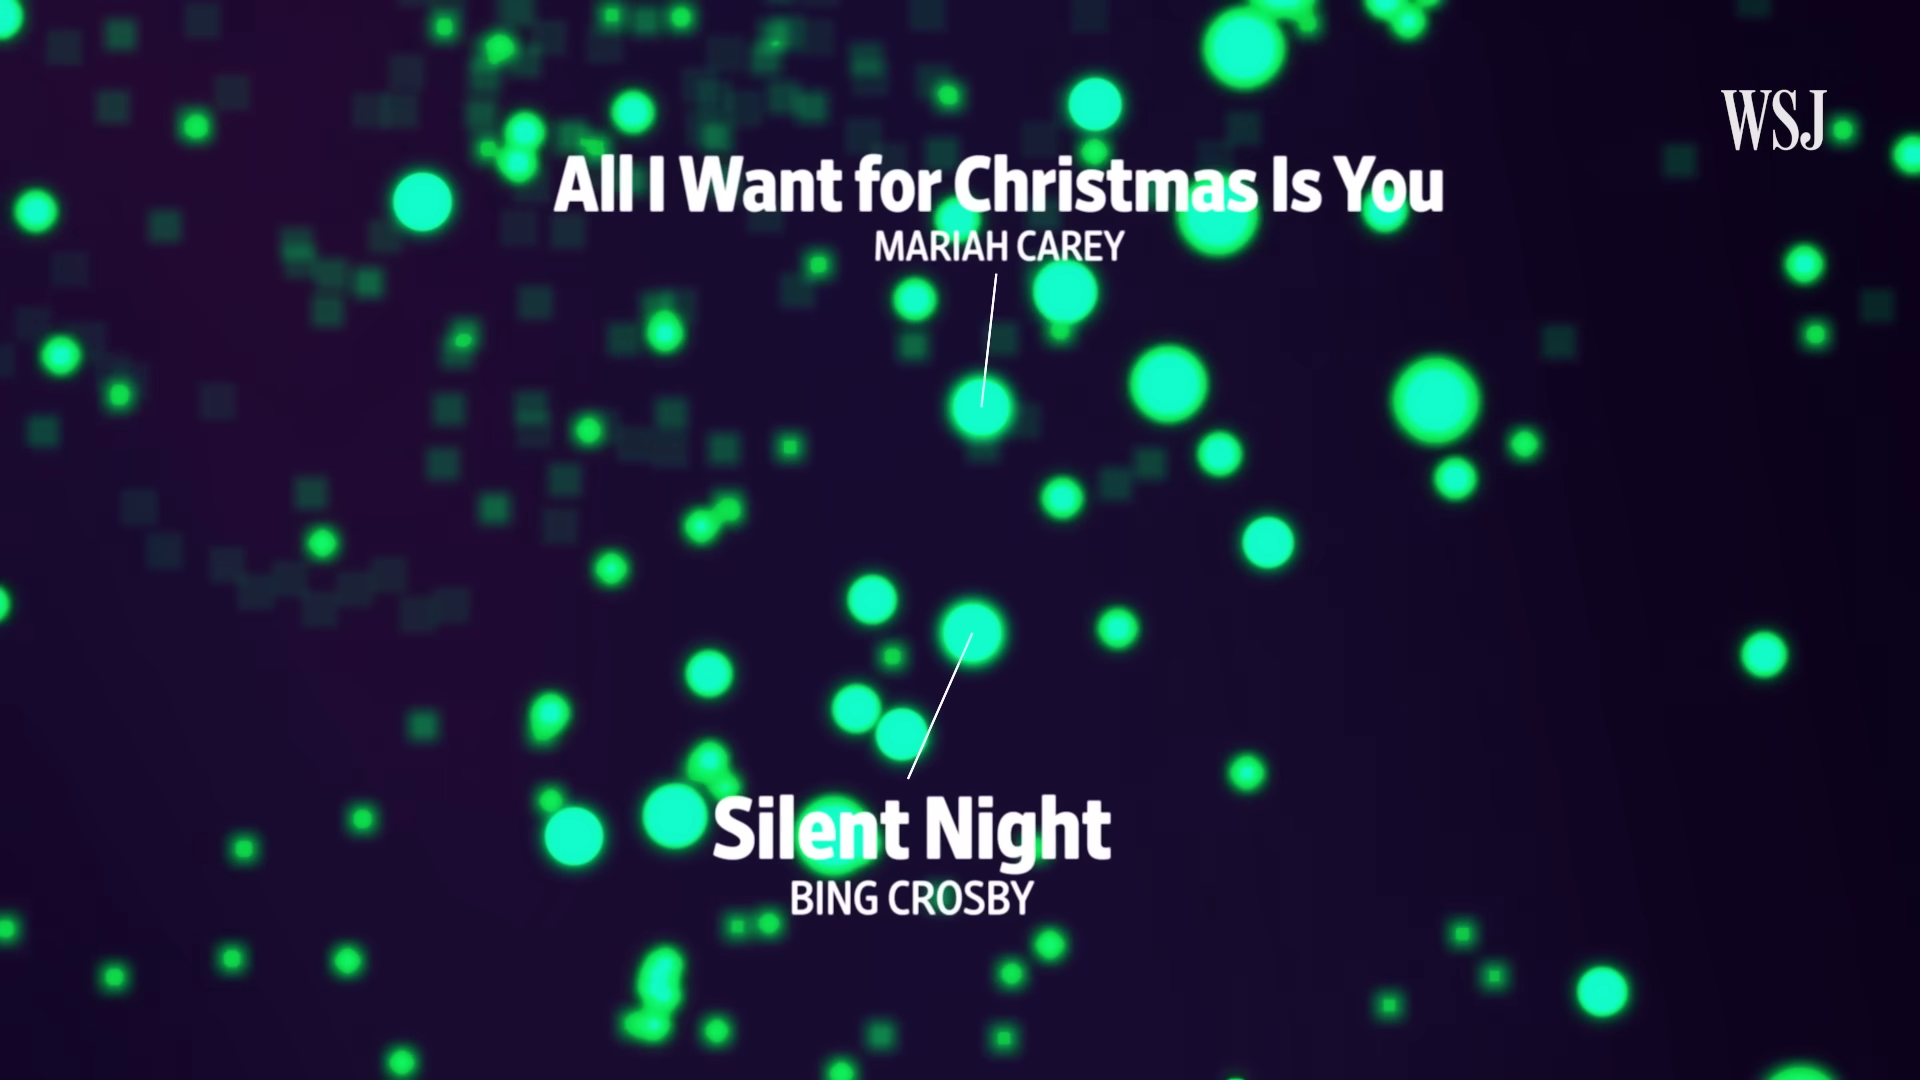 WSJ
All I Want for Christmas Is You
MARIAH CAREY
Silent Night
BING CROSBY